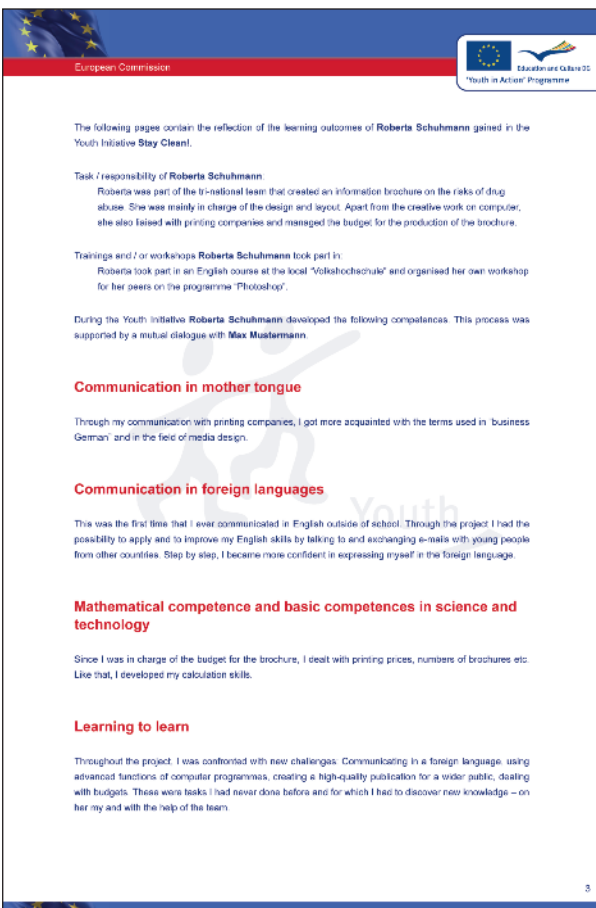 European Commission
Education and Culture DG
'Youth in Action' Programme
The following pages contain the reflection of the learning outcomes of Roberta Schuhmann gained in the
Youth Initiative Stay Clean!.
Task / responsibility of Roberta Schuhmann:
Roberta was part of the tri-national team that created an information brochure on the risks of drug
abuse. She was mainly in charge of the design and layout. Apart from the creative work on computer,
she also liaised with printing companies and managed the budget for the production of the brochure.
Trainings and / or workshops Roberta Schuhmann took part in:
Roberta took part in an English course at the local "Volkshochschule" and organised her own workshop
for her peers on the programme "Photoshop".
During the Youth Initiative Roberta Schuhmann developed the following competences. This process was
supported by a mutual dialogue with Max Mustermann.
Communication in mother tongue
Through my communication with printing companies, I got more acquainted with the terms used in "business
German" and in the field of media design.
Communication in foreign languages
Youth
This was the first time that I ever communicated in English outside of school. Through the project I had the
possibility to apply and to improve my English skills by talking to and exchanging e-mails with young people
from other countries. Step by step, I became more confident in expressing myself in the foreign language.
Mathematical competence and basic competences in science and
technology
Since I was in charge of the budget for the brochure, I dealt with printing prices, numbers of brochures etc.
Like that, I developed my calculation skills.
Learning to learn
Throughout the project, I was confronted with new challenges: Communicating in a foreign language, using
advanced functions of computer programmes, creating a high-quality publication for a wider public, dealing
with budgets. These were tasks I had never done before and for which I had to discover new knowledge – on
her my and with the help of the team.
3